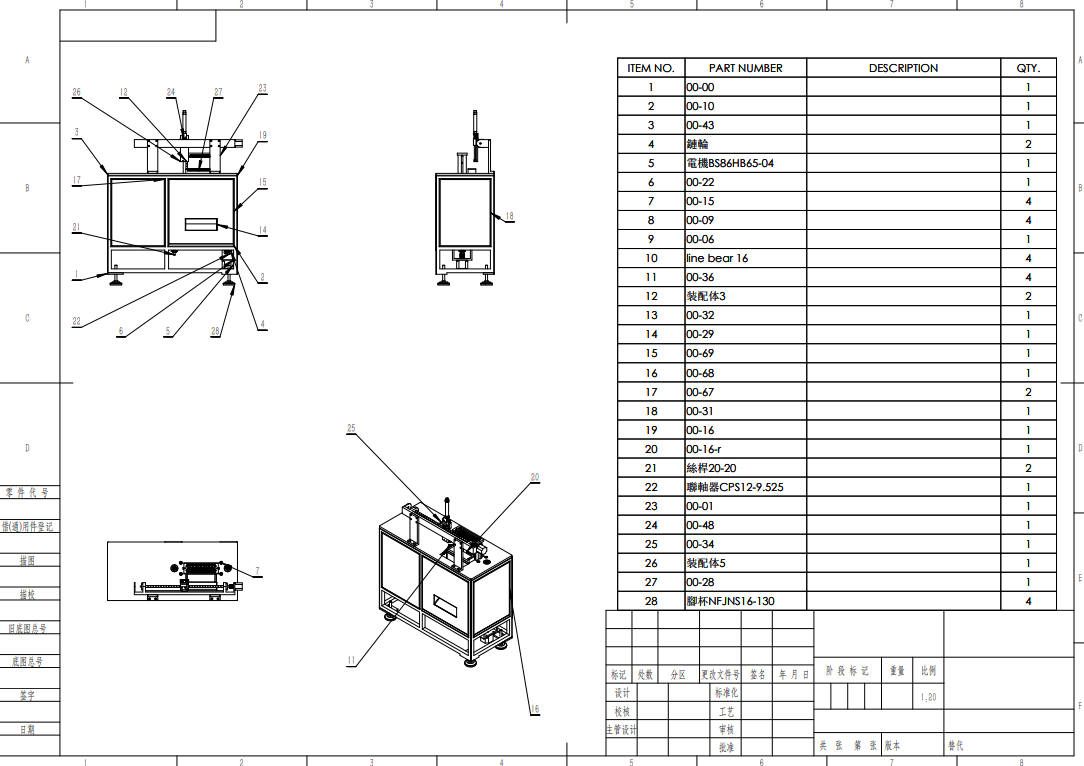 1 2 3 4 5 6 7 8
A A
B B
C C
D D
E
F
26 12 24 27 23
3 19
17 15
21 14
1 2
22 6 5 28 4
18
25
20
7
11
16
ITEM NO. PART NUMBER DESCRIPTION QTY.
1 00-00 1
2 00-10 1
3 00-43 1
4 鏈輪 2
5 電機BS86HB65-04 1
6 00-22 1
7 00-15 4
8 00-09 4
9 00-06 1
10 line bear 16 4
11 00-36 4
12 装配体3 2
13 00-32 1
14 00-29 1
15 00-69 1
16 00-68 1
17 00-67 2
18 00-31 1
19 00-16 1
20 00-16-r 1
21 絲桿20-20 2
22 聯軸器CPS12-9.525 1
23 00-01 1
24 00-48 1
25 00-34 1
26 装配体5 1
27 00-28 1
28 腳杯NFJNS16-130 4
零件代号
借(通)用件登记
描图
描校
旧底图总号
底图总号
签字
日期
标记 处数 分区 更改文件号 签名 年月日
设计 标准化
校核 工艺
主管设计 审核
批准
阶段标记 重量 比例
1:20
共 张 第 张 版本 替代
1 2 3 4 5 6 7 8